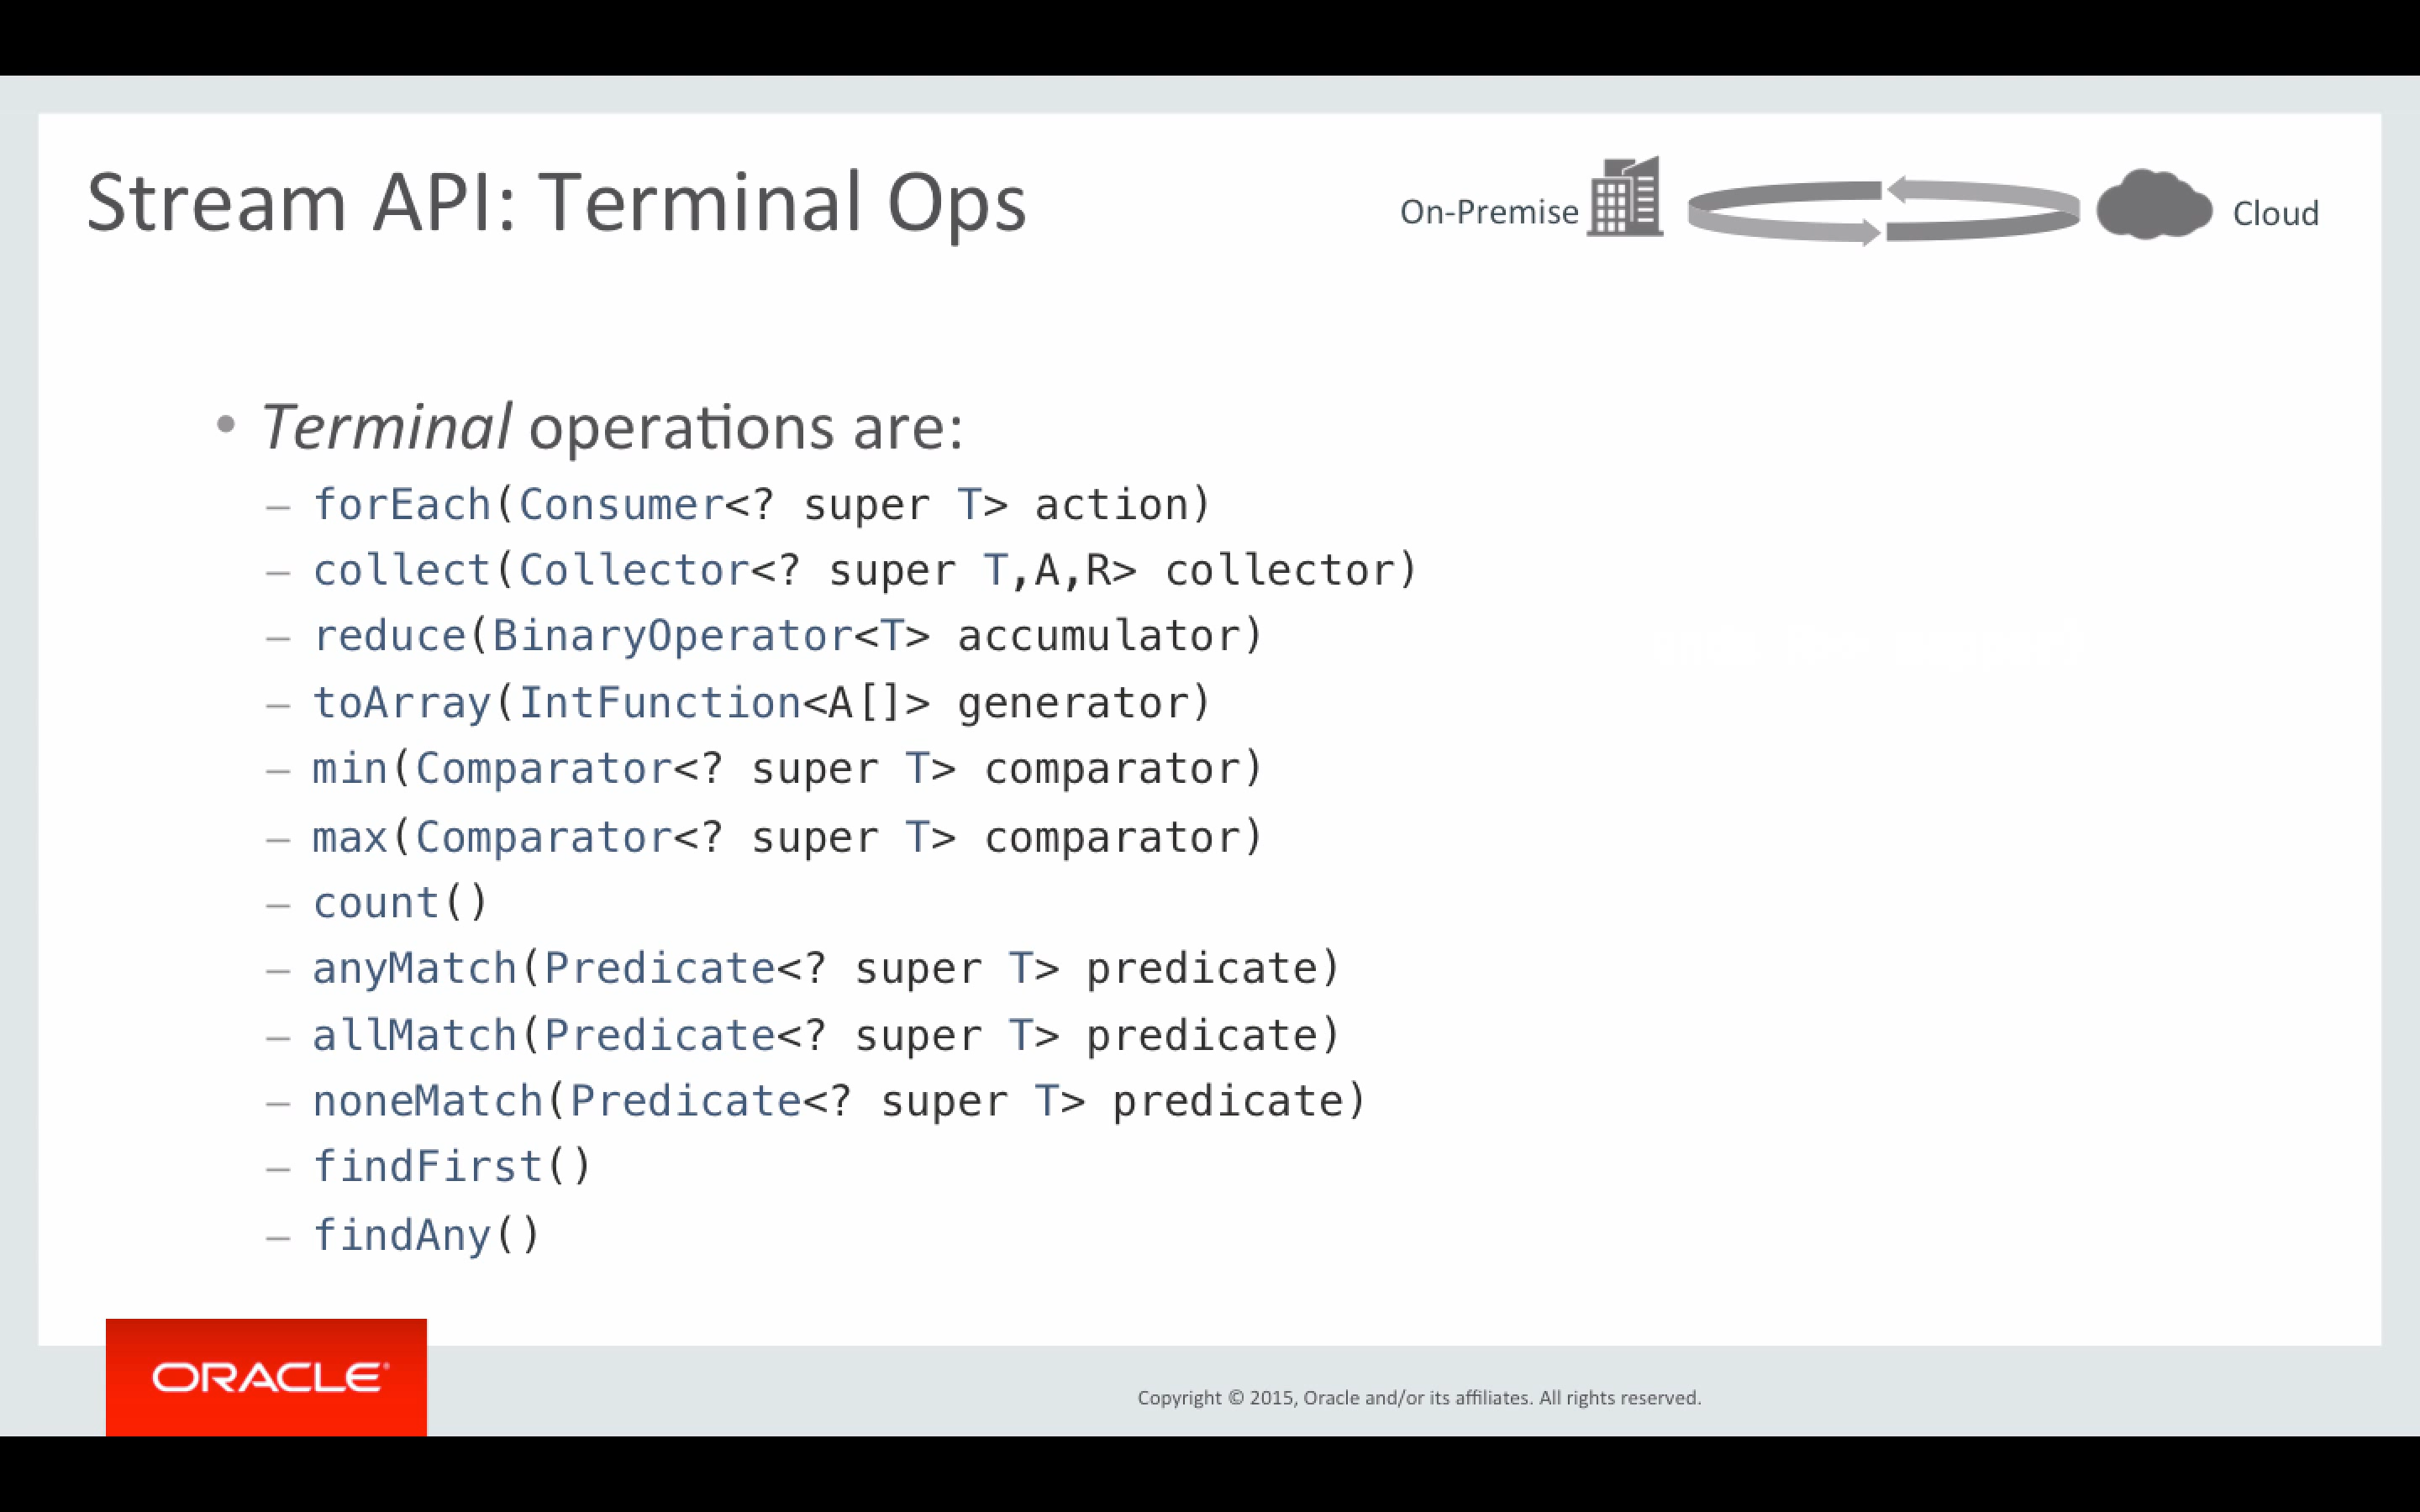 Stream API: Terminal Ops
On-Premise
Cloud
• Terminal operations are:
– forEach(Consumer<? super T> action)
– collect(Collector<? super T,A,R> collector)
– reduce(BinaryOperator<T> accumulator)
– toArray(IntFunction<A[]> generator)
– min(Comparator<? super T> comparator)
– max(Comparator<? super T> comparator)
– count()
– anyMatch(Predicate<? super T> predicate)
– allMatch(Predicate<? super T> predicate)
– noneMatch(Predicate<? super T> predicate)
– findFirst()
– findAny()
ORACLE®
Copyright © 2015, Oracle and/or its affiliates. All rights reserved.